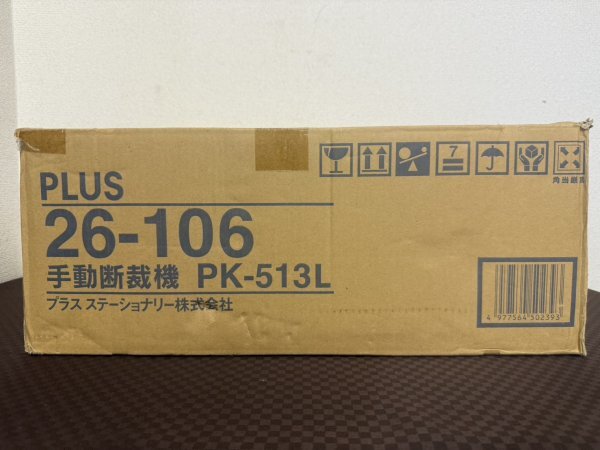 PLUS
26-106
手動断裁機 PK-513L
プラス ステーショナリー株式会社
7
角当厳禁
4 977564 502393